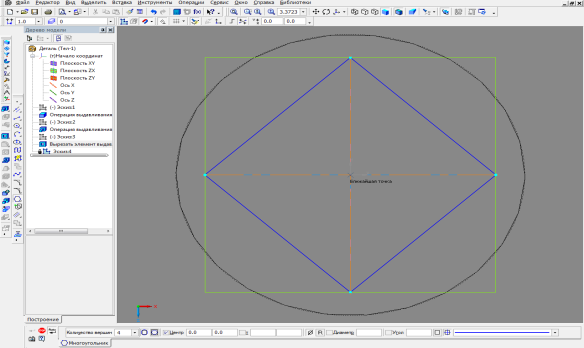 Файл Редактор Вид Выделить Вставка Инструменты Операции Сервис Окно Справка Библиотеки
3.3723
1.0 0 0.0 0.0
Дерево модели
Деталь (Тел-1)
(т)Начало координат
Плоскость XY
Плоскость ZX
Плоскость ZY
Ось X
Ось Y
Ось Z
(-) Эскиз1
Операция выдавливания
(-) Эскиз2
Операция выдавливания
(-) Эскиз3
Вырезать элемент выдав
Эскиз4
Ближайшая точка
Построение
Количество вершин 4 Центр 0.0 0.0 Диаметр Угол
Многоугольник